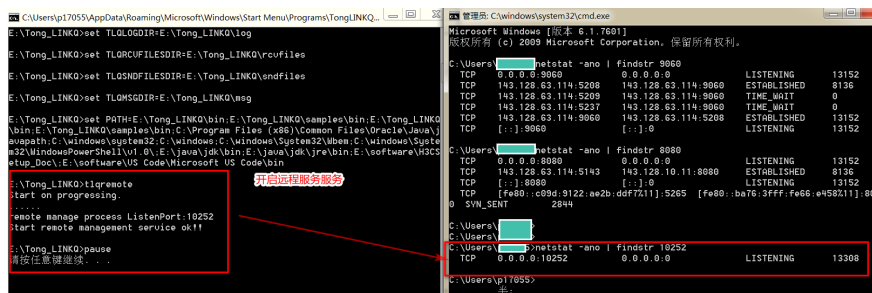 C:\Users\p17055\AppData\Roaming\Microsoft\Windows\Start Menu\Programs\TongLINKQ...
E:\Tong_LINKQ>set TLQLOGDIR=E:\Tong_LINKQ\log
E:\Tong_LINKQ>set TLQRCUFILESDIR=E:\Tong_LINKQ\rcvfiles
E:\Tong_LINKQ>set TLQSNDFILESDIR=E:\Tong_LINKQ\sndfiles
E:\Tong_LINKQ>set TLQMSGDIR=E:\Tong_LINKQ\msg
E:\Tong_LINKQ>set PATH=E:\Tong_LINKQ\bin;E:\Tong_LINKQ\samples\bin;E:\Tong_LINKQ
\bin;E:\Tong_LINKQ\samples\bin;C:\Program Files (x86)\Common Files\Oracle\Java\j
avapath;C:\windows\system32;C:\windows;C:\windows\System32\Wbem;C:\windows\Syste
m32\WindowsPowerShell\v1.0\;E:\java\jdk\bin;E:\java\jdk\jre\bin;E:\software\H3CS
etup_Doc\;E:\software\US Code\Microsoft US Code\bin
开启远程服务服务
E:\Tong_LINKQ>tlqremote
Start on progressing.
......
remote manage process ListenPort:10252
Start remote management service ok!!
E:\Tong_LINKQ>pause
请按任意键继续. . .
管理员: C:\windows\system32\cmd.exe
Microsoft Windows [版本 6.1.7601]
版权所有 (c) 2009 Microsoft Corporation。保留所有权利。
C:\Users\ netstat -ano | findstr 9060
TCP 0.0.0.0:9060 0.0.0.0:0 LISTENING 13152
TCP 143.128.63.114:5208 143.128.63.114:9060 ESTABLISHED 8136
TCP 143.128.63.114:5209 143.128.63.114:9060 TIME_WAIT 0
TCP 143.128.63.114:5237 143.128.63.114:9060 TIME_WAIT 0
TCP 143.128.63.114:9060 143.128.63.114:5208 ESTABLISHED 13152
TCP [::]:9060 [::]:0 LISTENING 13152
C:\Users\ >netstat -ano | findstr 8080
TCP 0.0.0.0:8080 0.0.0.0:0 LISTENING 13152
TCP 143.128.63.114:5143 143.128.10.11:8080 ESTABLISHED 8136
TCP [::]:8080 [::]:0 LISTENING 13152
TCP [fe80::c09d:9122:ae2b:ddf7%11]:5265 [fe80::ba76:3fff:fe66:e458%11]:80
0 SYN_SENT 2844
C:\Users\ >
C:\Users\ >
C:\Users\ 5>netstat -ano | findstr 10252
TCP 0.0.0.0:10252 0.0.0.0:0 LISTENING 13308
C:\Users\p17055>
半: